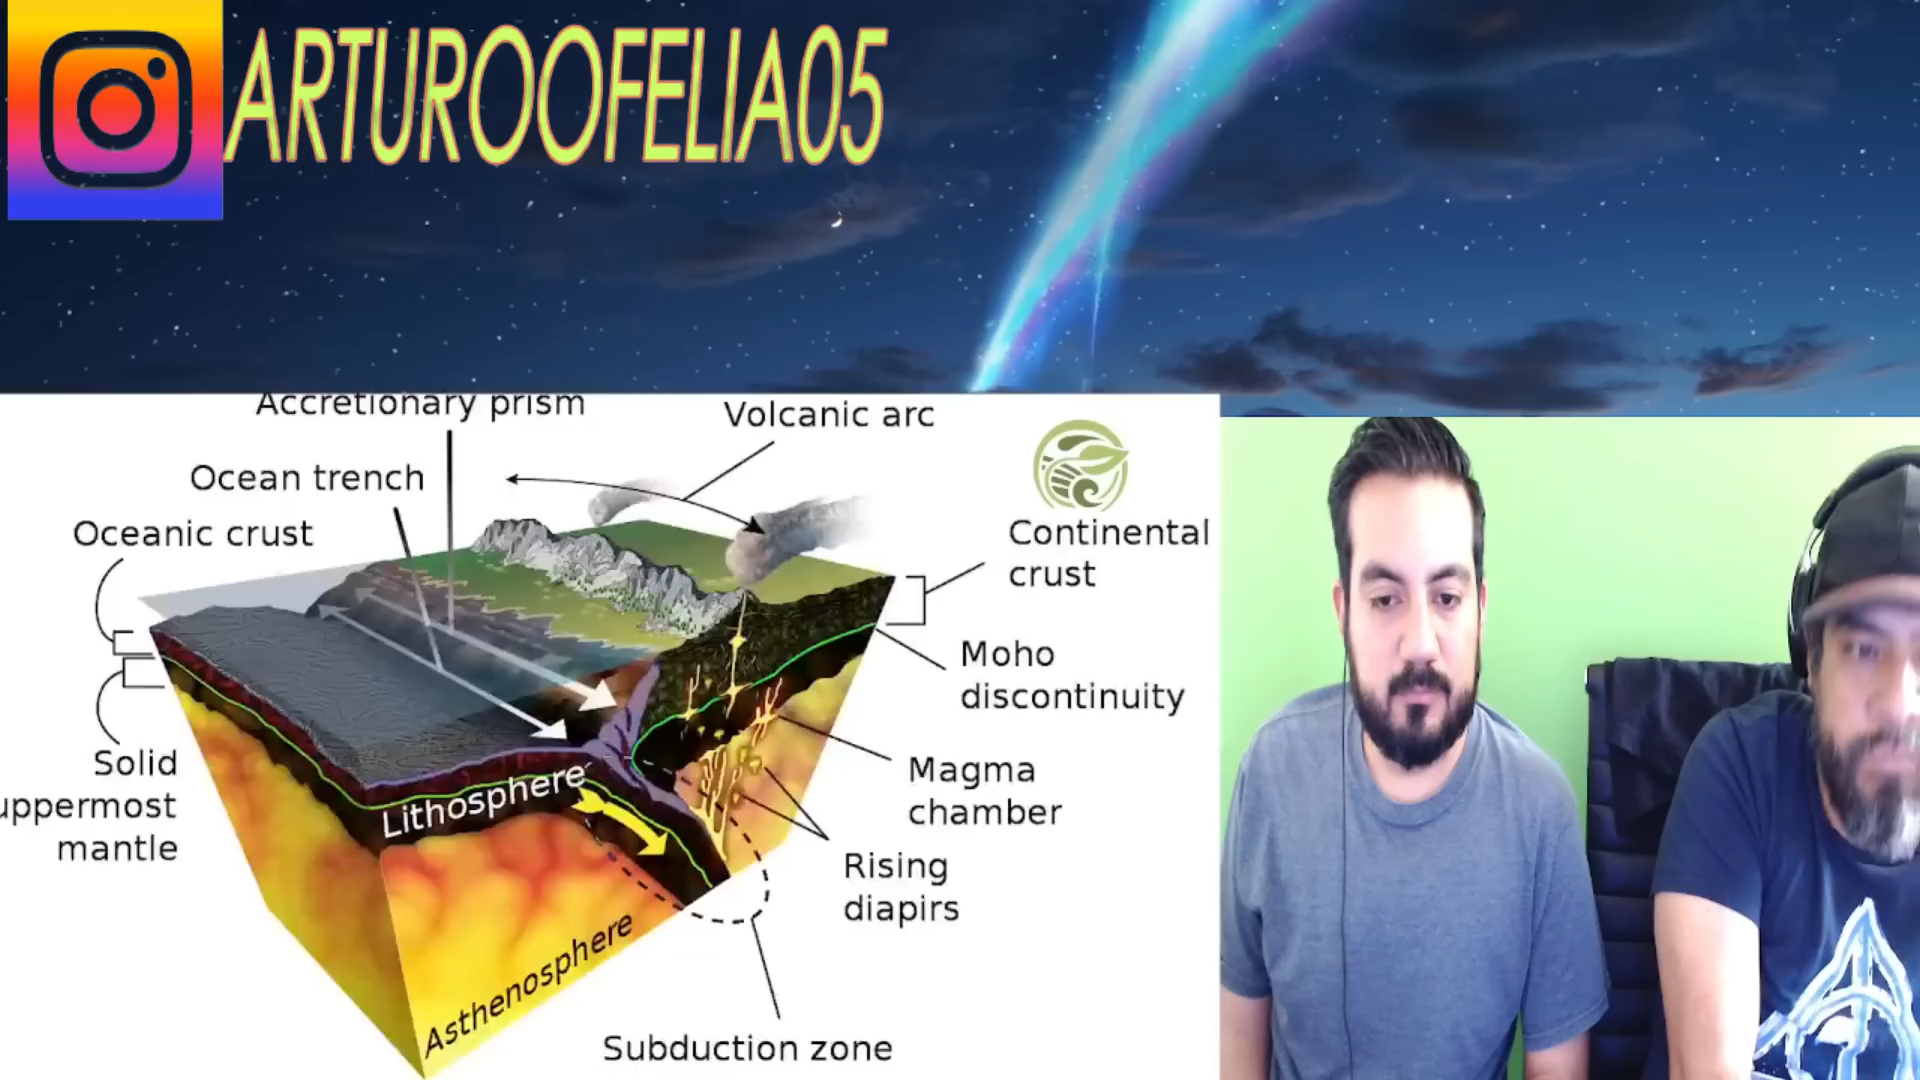 ARTUROOFELIA05
Accretionary prism
Volcanic arc
Ocean trench
Oceanic crust
Continental
crust
Moho
discontinuity
Solid
uppermost
mantle
Lithosphere
Magma
chamber
Rising
diapirs
Asthenosphere
Subduction zone